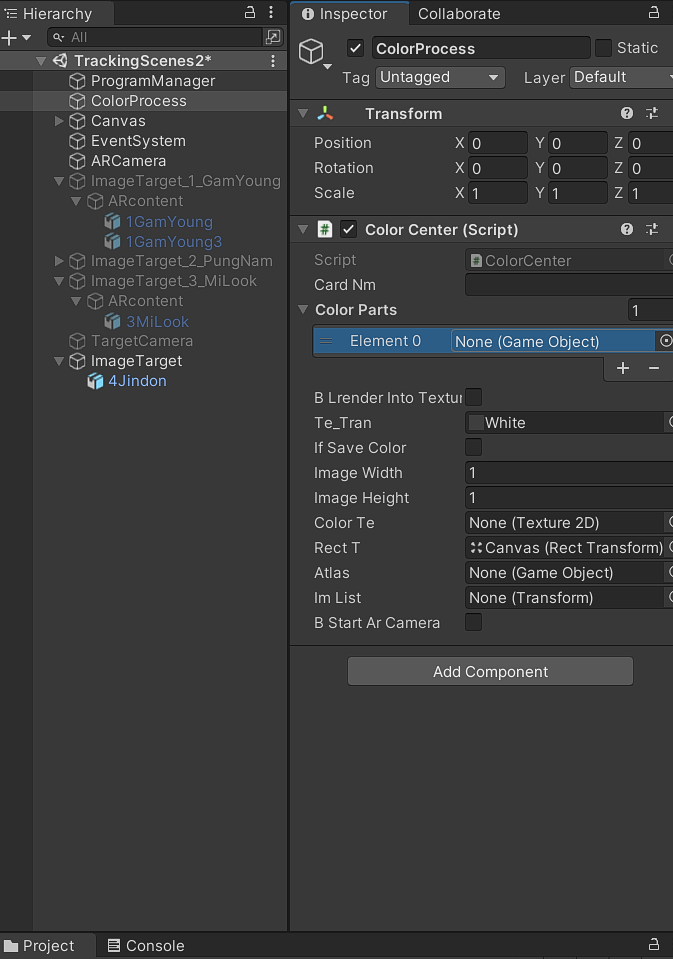 Hierarchy
All
TrackingScenes2*
ProgramManager
ColorProcess
Canvas
EventSystem
ARCamera
ImageTarget_1_GamYoung
ARcontent
1GamYoung
1GamYoung3
ImageTarget_2_PungNam
ImageTarget_3_MiLook
ARcontent
3MiLook
TargetCamera
ImageTarget
4Jindon
Inspector Collaborate
ColorProcess Static
Tag Untagged Layer Default
Transform
Position X 0 Y 0 Z 0
Rotation X 0 Y 0 Z 0
Scale X 1 Y 1 Z 1
# Color Center (Script)
Script # ColorCenter
Card Nm
Color Parts 1
Element 0 None (Game Object)
+ −
B Lrender Into Textur
Te_Tran White
If Save Color
Image Width 1
Image Height 1
Color Te None (Texture 2D)
Rect T Canvas (Rect Transform)
Atlas None (Game Object)
Im List None (Transform)
B Start Ar Camera
Add Component
Project Console